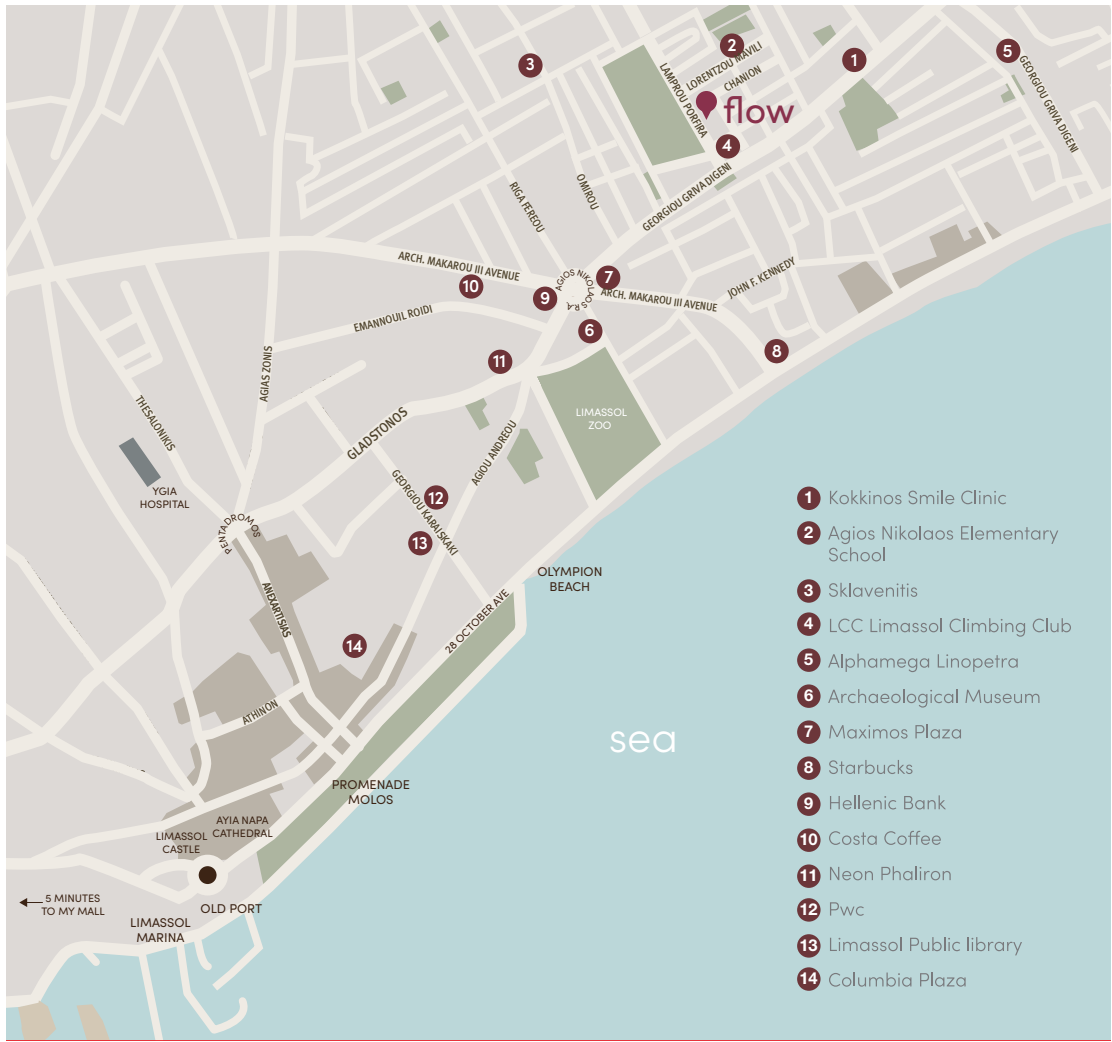 3
2
1
5
LORENTZOU MAVILI
CHANION
LAMPROU PORFIRA
GEORGIOU GRIVA DIGENI
flow
4
RIGA FEREOU
OMIROU
GEORGIOU GRIVA DIGENI
ARCH. MAKAROU III AVENUE
AGIOS NIKOLAOS R.A.
7
10
9
ARCH. MAKAROU III AVENUE
JOHN F. KENNEDY
EMANNOUIL ROIDI
6
8
11
AGIAS ZONIS
THESALONIKIS
GLADSTONOS
LIMASSOL
ZOO
AGIOU ANDREOU
YGIA
HOSPITAL
GEORGIOU KARAISKAKI
12
13
PENTADROMOS
ANEXARTISIAS
OLYMPION
BEACH
28 OCTOBER AVE
14
ATHINON
sea
PROMENADE
MOLOS
AYIA NAPA
CATHEDRAL
LIMASSOL
CASTLE
5 MINUTES
TO MY MALL
OLD PORT
LIMASSOL
MARINA
1 Kokkinos Smile Clinic
2 Agios Nikolaos Elementary
School
3 Sklavenitis
4 LCC Limassol Climbing Club
5 Alphamega Linopetra
6 Archaeological Museum
7 Maximos Plaza
8 Starbucks
9 Hellenic Bank
10 Costa Coffee
11 Neon Phaliron
12 Pwc
13 Limassol Public library
14 Columbia Plaza